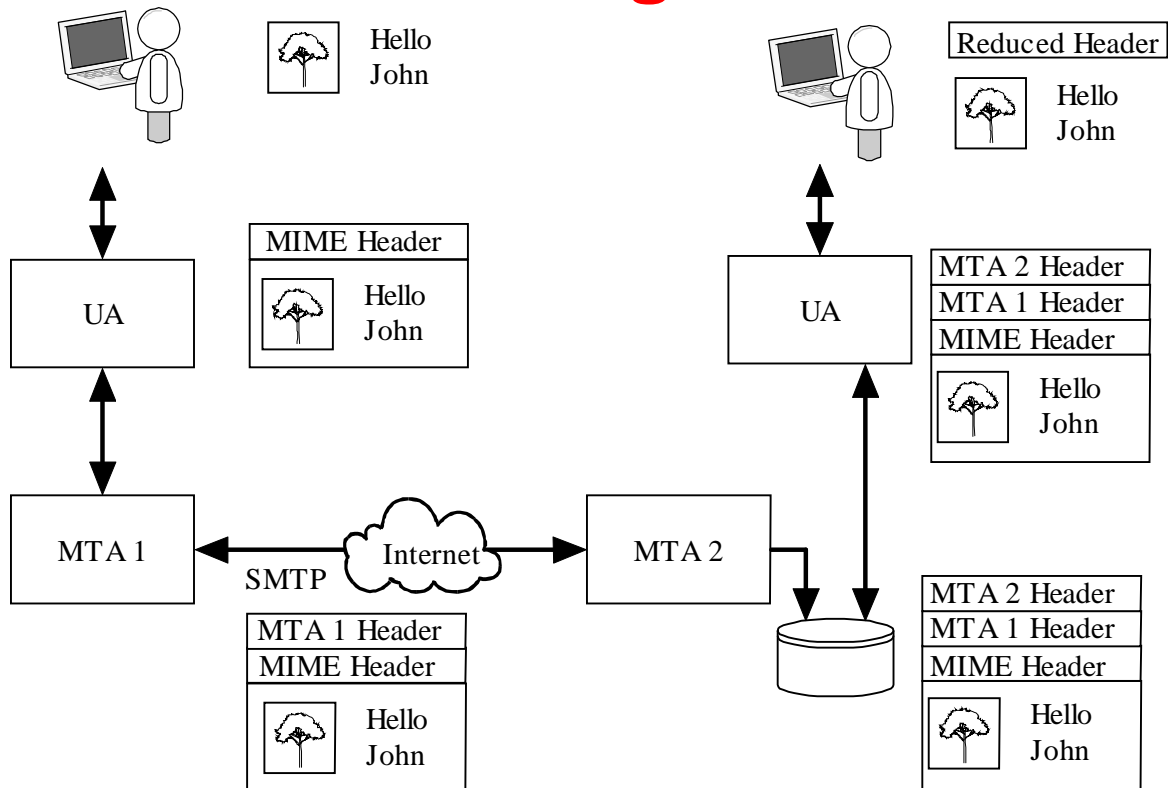 Hello
John
Reduced Header
Hello
John
MIME Header
Hello
John
UA
UA
MTA 2 Header
MTA 1 Header
MIME Header
Hello
John
MTA 1
SMTP
Internet
MTA 2
MTA 1 Header
MIME Header
Hello
John
MTA 2 Header
MTA 1 Header
MIME Header
Hello
John